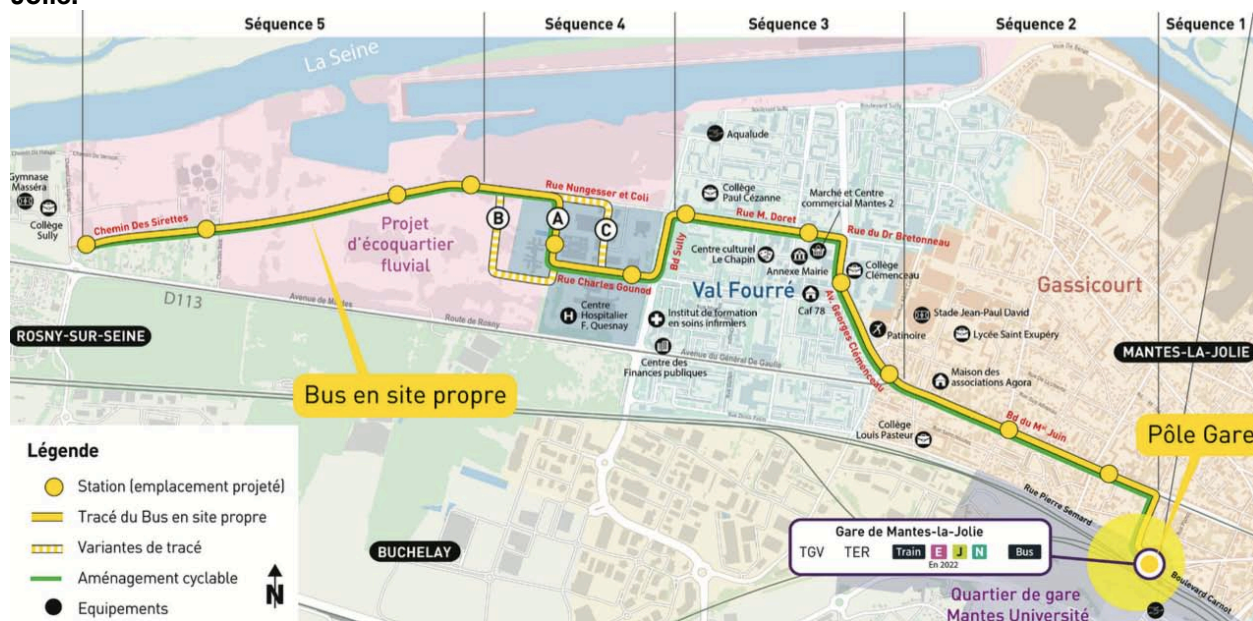 Séquence 5
Séquence 4
Séquence 3
Séquence 2
Séquence 1
La Seine
Boulevard Sully
Aqualude
Gymnase
Masséra
Collège
Sully
Chemin Des Sirettes
Rue Nungesser et Coli
B
A
C
Projet
d'écoquartier
fluvial
Rue Charles Gounod
Bd Sully
Collège
Paul Cézanne
Rue M. Doret
Marché et Centre
commercial Mantes 2
Rue du Dr Bretonneau
Centre culturel
Le Chapin
Annexe Mairie
Collège
Clémenceau
Val Fourré
Caf 78
Av. Georges Clémenceau
Gassicourt
D113
Avenue de Mantes
Route de Rosny
H
Centre
Hospitalier
F. Quesnay
Institut de formation
en soins infirmiers
Centre des
Finances publiques
Avenue du Général De Gaulle
Patinoire
Stade Jean-Paul David
Lycée Saint Exupéry
Maison des
associations Agora
ROSNY-SUR-SEINE
MANTES-LA-JOLIE
Bus en site propre
Collège
Louis Pasteur
Bd du Mal Juin
Pôle Gare
Rue Pierre Semard
Légende
Station (emplacement projeté)
Tracé du Bus en site propre
Variantes de tracé
Aménagement cyclable
Equipements
N
BUCHELAY
Gare de Mantes-la-Jolie
TGV TER Train E J N Bus
En 2022
Boulevard Carnot
Quartier de gare
Mantes Université